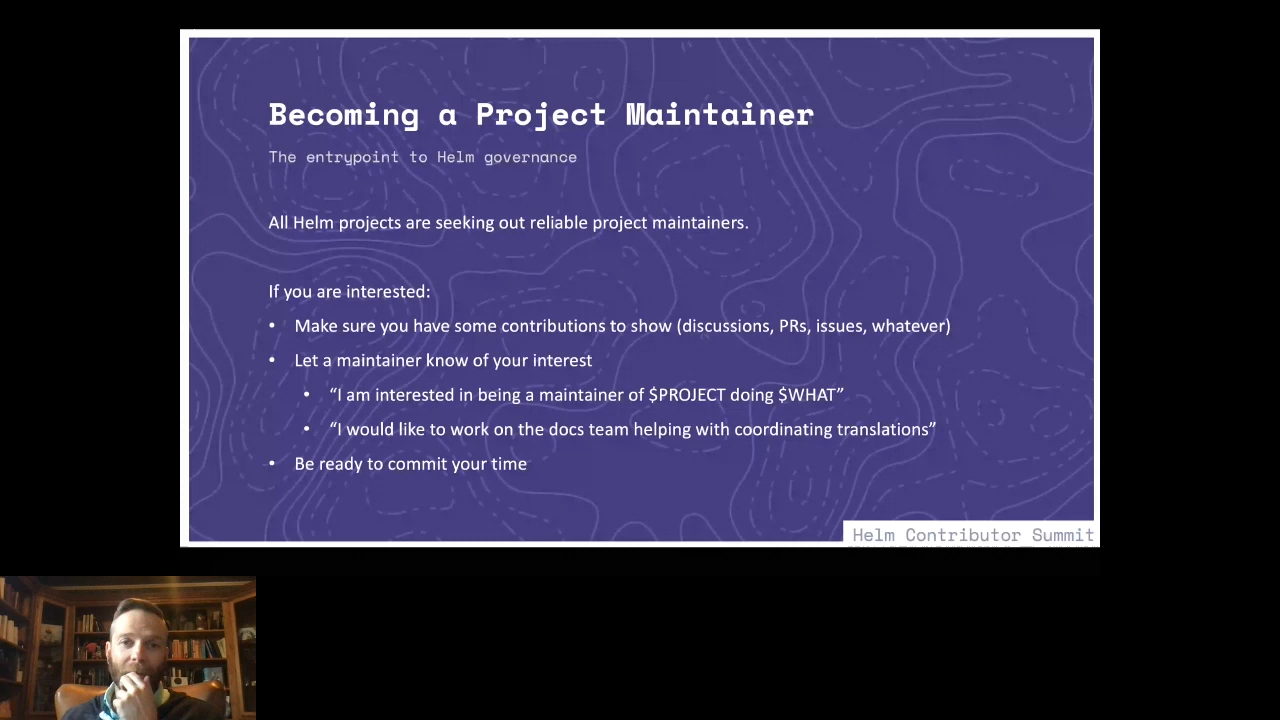 Becoming a Project Maintainer
The entrypoint to Helm governance
All Helm projects are seeking out reliable project maintainers.
If you are interested:
• Make sure you have some contributions to show (discussions, PRs, issues, whatever)
• Let a maintainer know of your interest
• “I am interested in being a maintainer of $PROJECT doing $WHAT”
• “I would like to work on the docs team helping with coordinating translations”
• Be ready to commit your time
Helm Contributor Summit